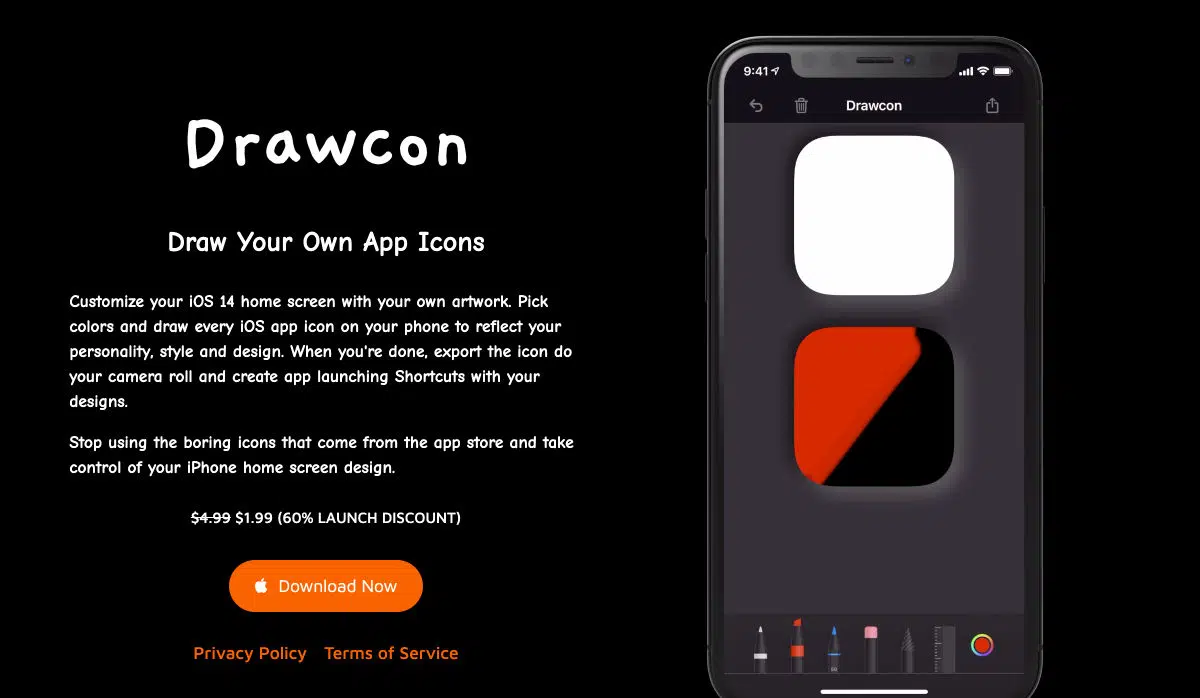 Drawcon
Draw Your Own App Icons
Customize your iOS 14 home screen with your own artwork. Pick
colors and draw every iOS app icon on your phone to reflect your
personality, style and design. When you're done, export the icon do
your camera roll and create app launching Shortcuts with your
designs.
Stop using the boring icons that come from the app store and take
control of your iPhone home screen design.
$4.99 $1.99 (60% LAUNCH DISCOUNT)
Download Now
Privacy Policy Terms of Service
9:41
Drawcon